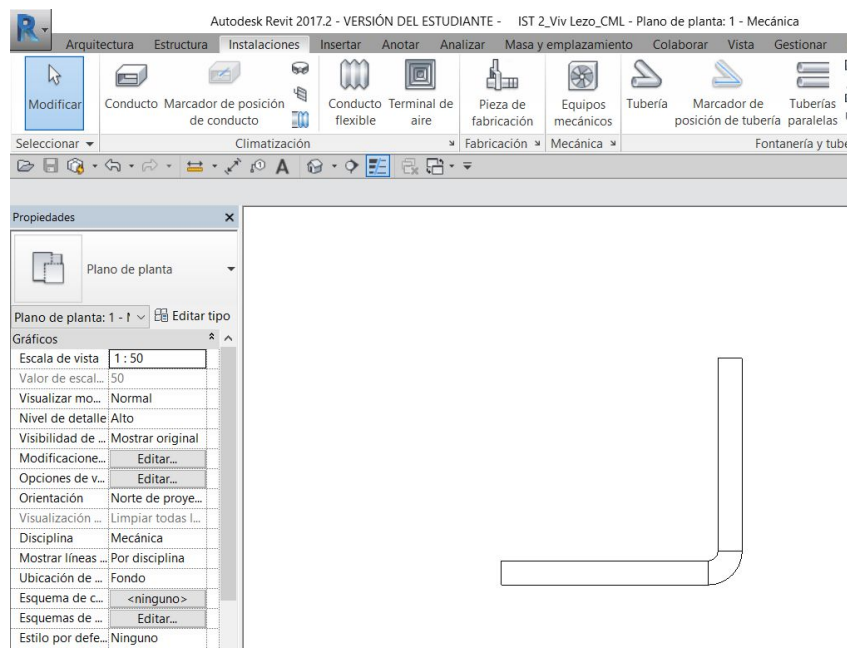 Autodesk Revit 2017.2 - VERSIÓN DEL ESTUDIANTE - IST 2_Viv Lezo_CML - Plano de planta: 1 - Mecánica
Arquitectura Estructura Instalaciones Insertar Anotar Analizar Masa y emplazamiento Colaborar Vista Gestionar
Modificar
Conducto
Marcador de posición
de conducto
Conducto
flexible
Terminal de
aire
Pieza de
fabricación
Equipos
mecánicos
Tubería
Marcador de
posición de tubería
Tuberías
paralelas
Seleccionar Climatización Fabricación Mecánica Fontanería y tube
Propiedades
Plano de planta
Plano de planta: 1 - Editar tipo
Gráficos
Escala de vista 1 : 50
Valor de escal... 50
Visualizar mo... Normal
Nivel de detalle Alto
Visibilidad de ... Mostrar original
Modificacione... Editar...
Opciones de v... Editar...
Orientación Norte de proye...
Visualización ... Limpiar todas l...
Disciplina Mecánica
Mostrar líneas ... Por disciplina
Ubicación de ... Fondo
Esquema de c... <ninguno>
Esquemas de ... Editar...
Estilo por defe... Ninguno